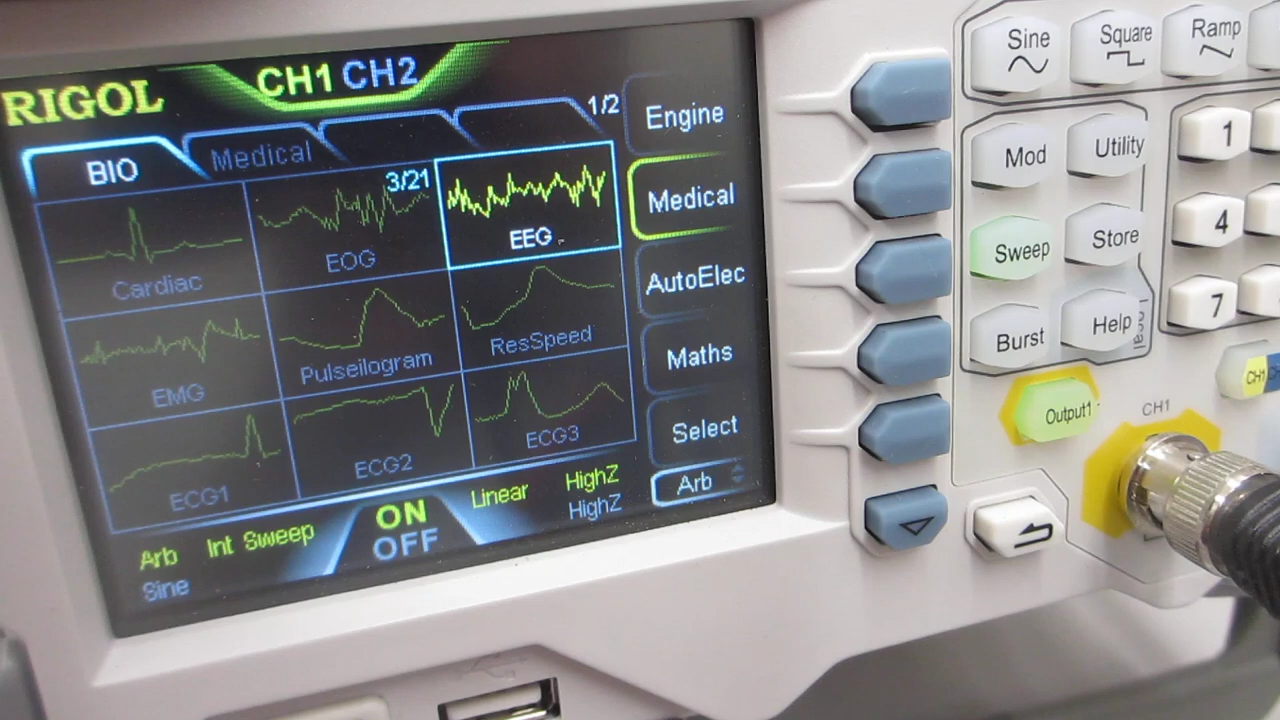 RIGOL
CH1 CH2
1/2
BIO
Medical
3/21
Cardiac
EOG
EEG
EMG
Pulseilogram
ResSpeed
ECG1
ECG2
ECG3
Engine
Medical
AutoElec
Maths
Select
Arb
Arb
Int Sweep
ON
Linear
HighZ
Sine
OFF
HighZ
Sine
Square
Ramp
Mod
Utility
Sweep
Store
Burst
Help
1
4
7
Output1
CH1
CH1